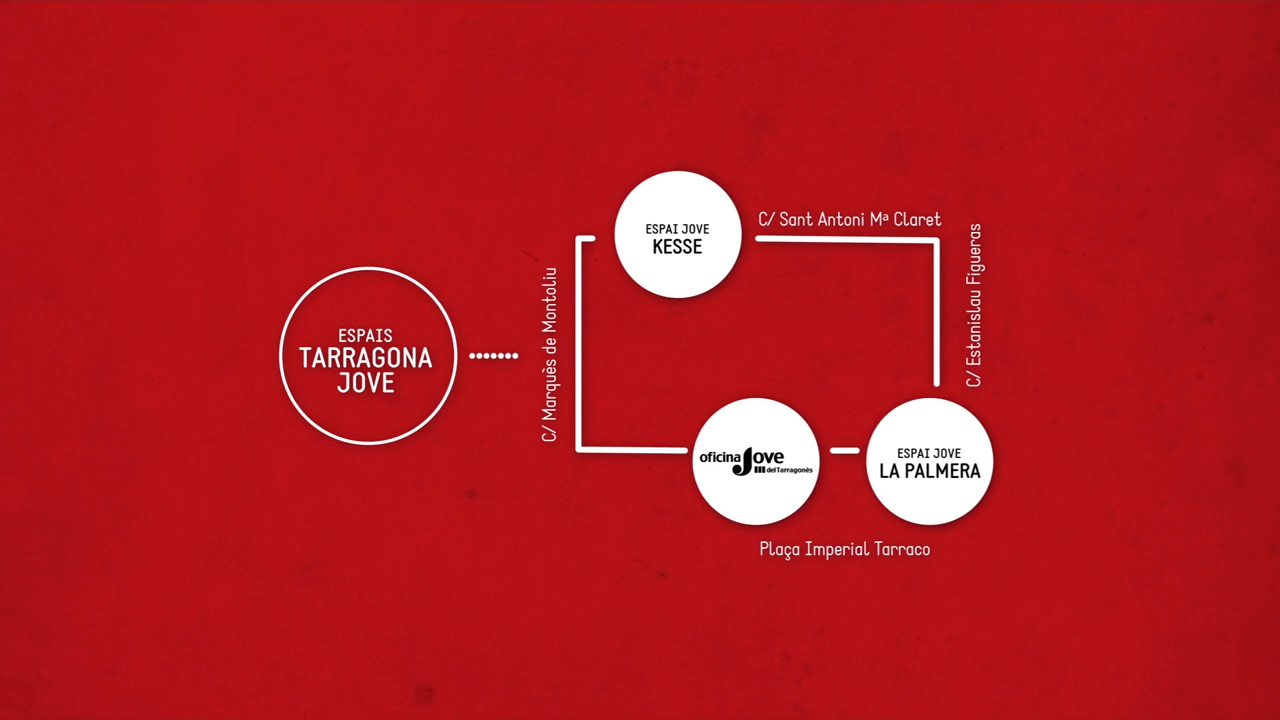 ESPAIS
TARRAGONA
JOVE
C/ Marquès de Montoliu
ESPAI JOVE
KESSE
C/ Sant Antoni Mª Claret
C/ Estanislau Figueras
oficina Jove
del Tarragonès
ESPAI JOVE
LA PALMERA
Plaça Imperial Tarraco